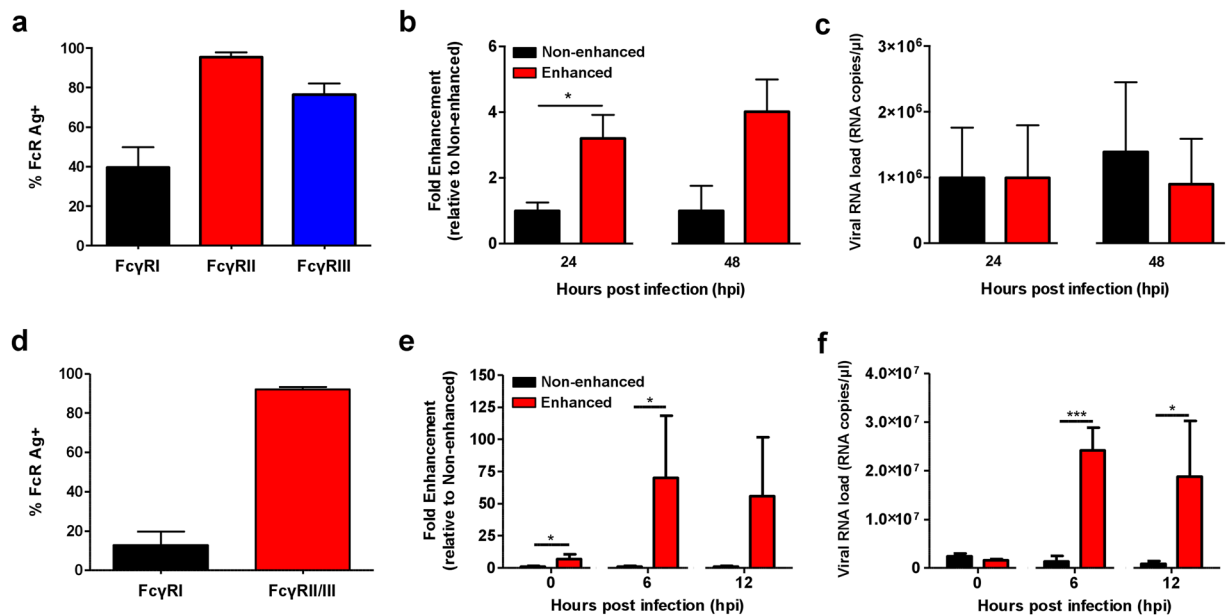 a
% FcR Ag+
100
80
60
40
20
0
FcγRI
FcγRII
FcγRIII
b
Fold Enhancement
(relative to Non-enhanced)
6
4
2
0
Non-enhanced
Enhanced
*
24
48
Hours post infection (hpi)
c
Viral RNA load (RNA copies/μl)
3×10⁶
2×10⁶
1×10⁶
0
24
48
Hours post infection (hpi)
d
% FcR Ag+
100
80
60
40
20
0
FcγRI
FcγRII/III
e
Fold Enhancement
(relative to Non-enhanced)
150
125
100
75
50
25
0
Non-enhanced
Enhanced
*
*
0
6
12
Hours post infection (hpi)
f
Viral RNA load (RNA copies/μl)
4.0×10⁷
3.0×10⁷
2.0×10⁷
1.0×10⁷
0
***
*
0
6
12
Hours post infection (hpi)